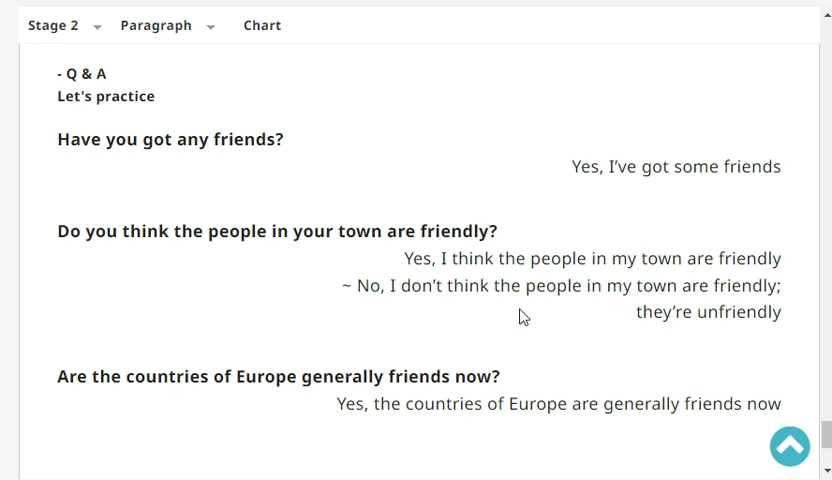 Stage 2 Paragraph Chart
- Q & A
Let's practice
Have you got any friends?
Yes, I’ve got some friends
Do you think the people in your town are friendly?
Yes, I think the people in my town are friendly
~ No, I don’t think the people in my town are friendly;
they’re unfriendly
Are the countries of Europe generally friends now?
Yes, the countries of Europe are generally friends now